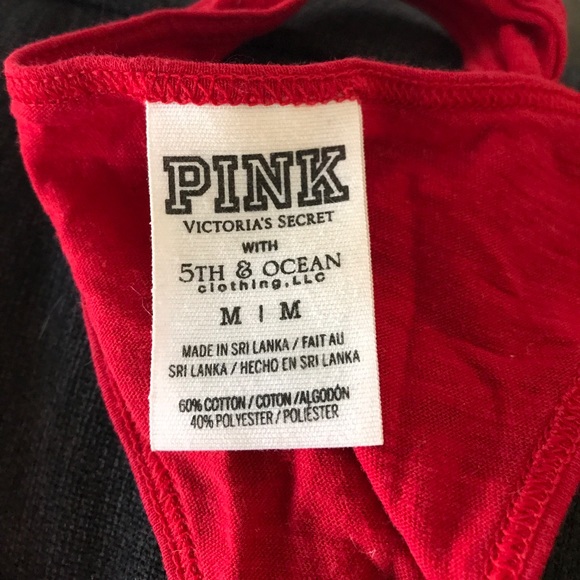 PINK
VICTORIA'S SECRET
WITH
5TH & OCEAN
clothing, LLC
M | M
MADE IN SRI LANKA / FAIT AU
SRI LANKA / HECHO EN SRI LANKA
60% COTTON / COTON /ALGODÓN
40% POLYESTER / POLIÉSTER